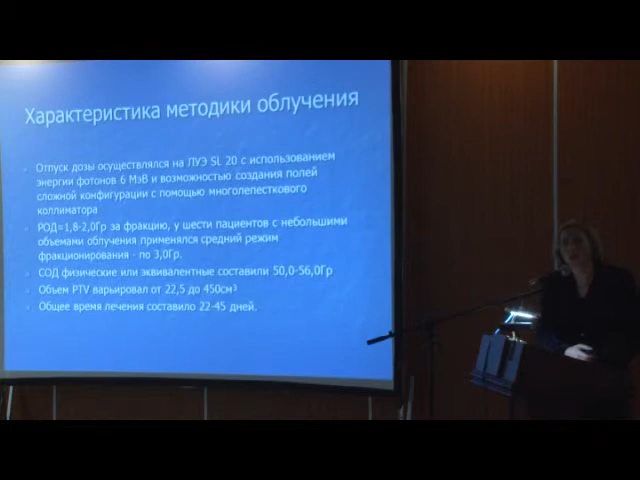 Характеристика методики облучения
Отпуск дозы осуществлялся на ЛУЭ SL 20 с использованием
энергии фотонов 6 МэВ и возможностью создания полей
сложной конфигурации с помощью многолепесткового
коллиматора
РОД=1,8-2,0Гр за фракцию, у шести пациентов с небольшими
объемами облучения применялся средний режим
фракционирования - по 3,0Гр.
СОД физические или эквивалентные составили 50,0-56,0Гр
Объем PTV варьировал от 22,5 до 450см³
Общее время лечения составило 22-45 дней.